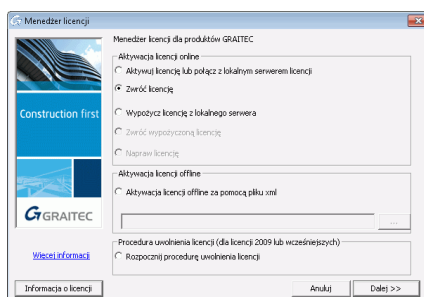 Menedżer licencji
Menedżer licencji dla produktów GRAITEC
Aktywacja licencji online
Aktywuj licencję lub połącz z lokalnym serwerem licencji
Zwróć licencję
Construction first
Wypożycz licencję z lokalnego serwera
Zwróć wypożyczoną licencję
Napraw licencję
Aktywacja licencji offline
Aktywacja licencji offline za pomocą pliku xml
GRAITEC
...
Procedura uwolnienia licencji (dla licencji 2009 lub wcześniejszych)
Więcej informacji
Rozpocznij procedurę uwolnienia licencji
Informacja o licencji
Anuluj
Dalej >>